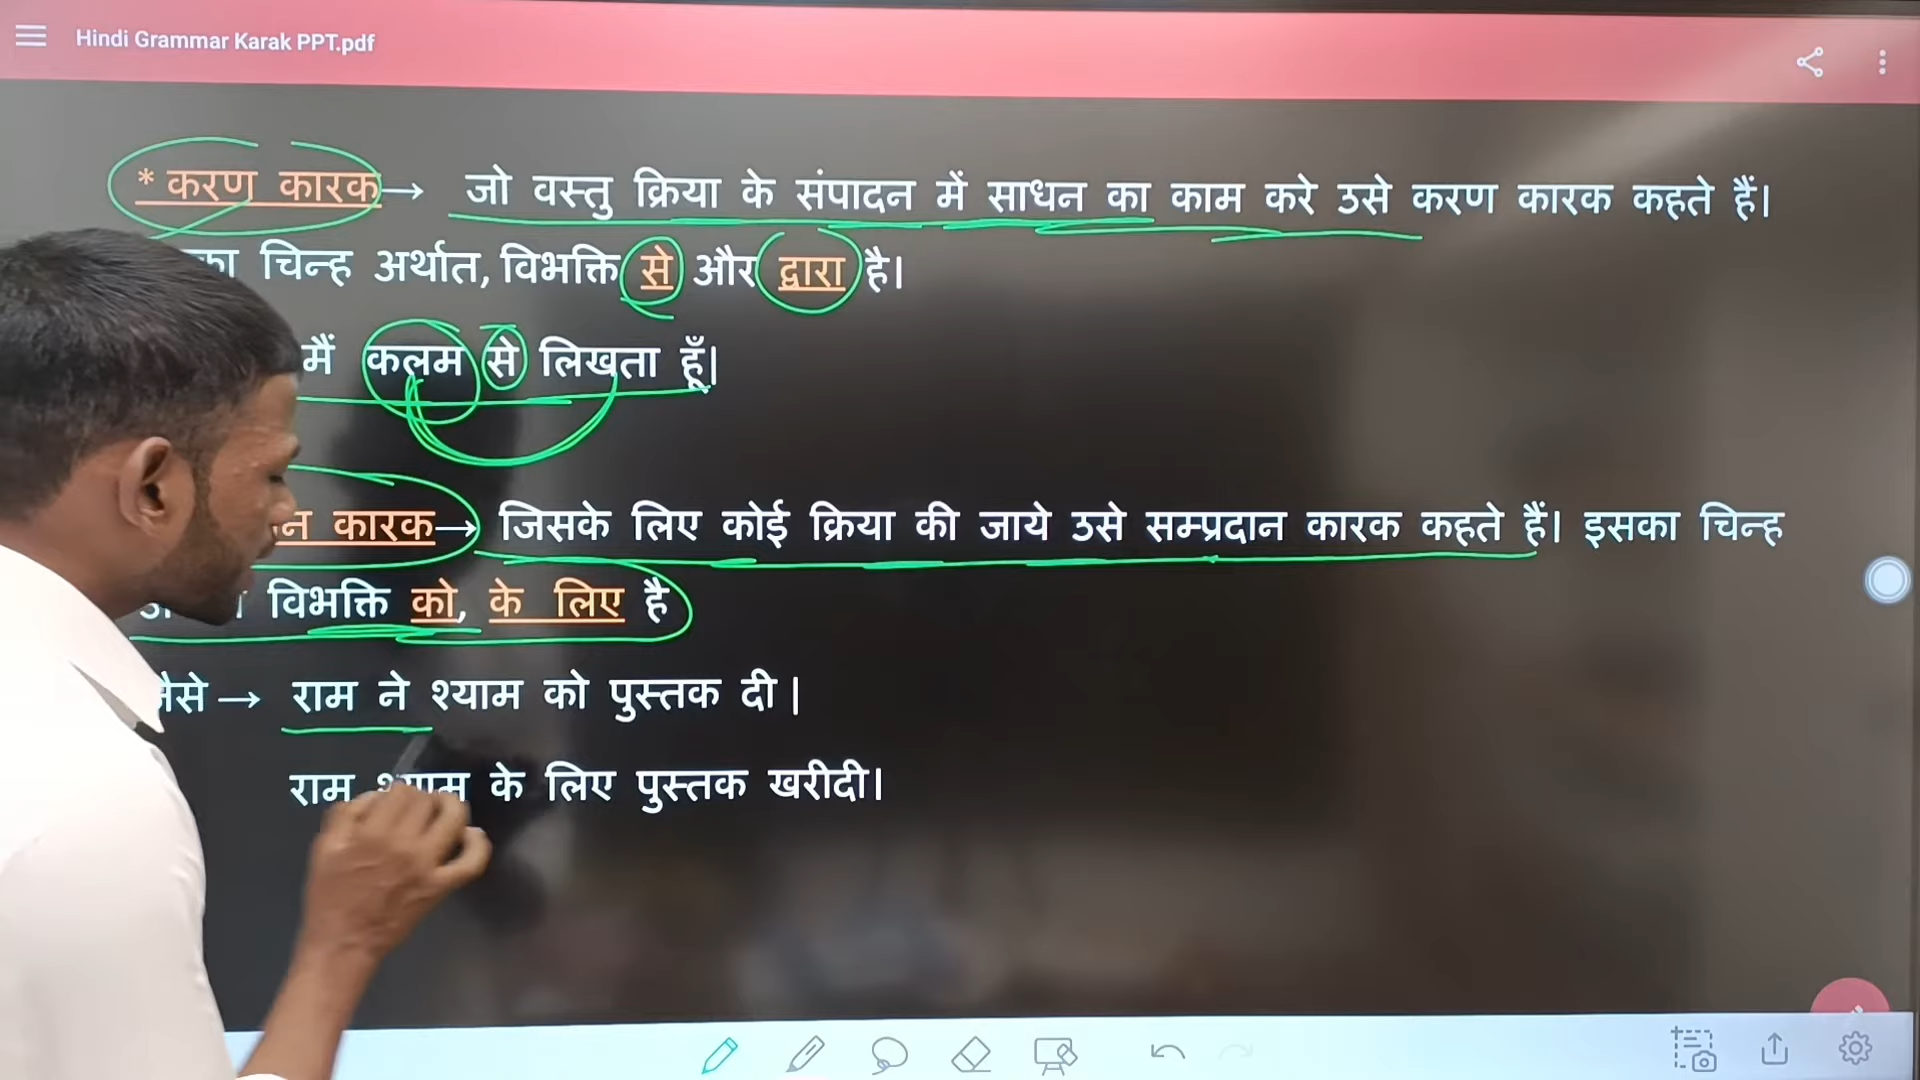 Hindi Grammar Karak PPT.pdf
* करण कारक→ जो वस्तु क्रिया के संपादन में साधन का काम करे उसे करण कारक कहते हैं।
चिन्ह अर्थात, विभक्ति से और द्वारा है।
मैं कलम से लिखता हूँ।
कारक→ जिसके लिए कोई क्रिया की जाये उसे सम्प्रदान कारक कहते हैं। इसका चिन्ह
विभक्ति को, के लिए है
→ राम ने श्याम को पुस्तक दी |
राम श्याम के लिए पुस्तक खरीदी।